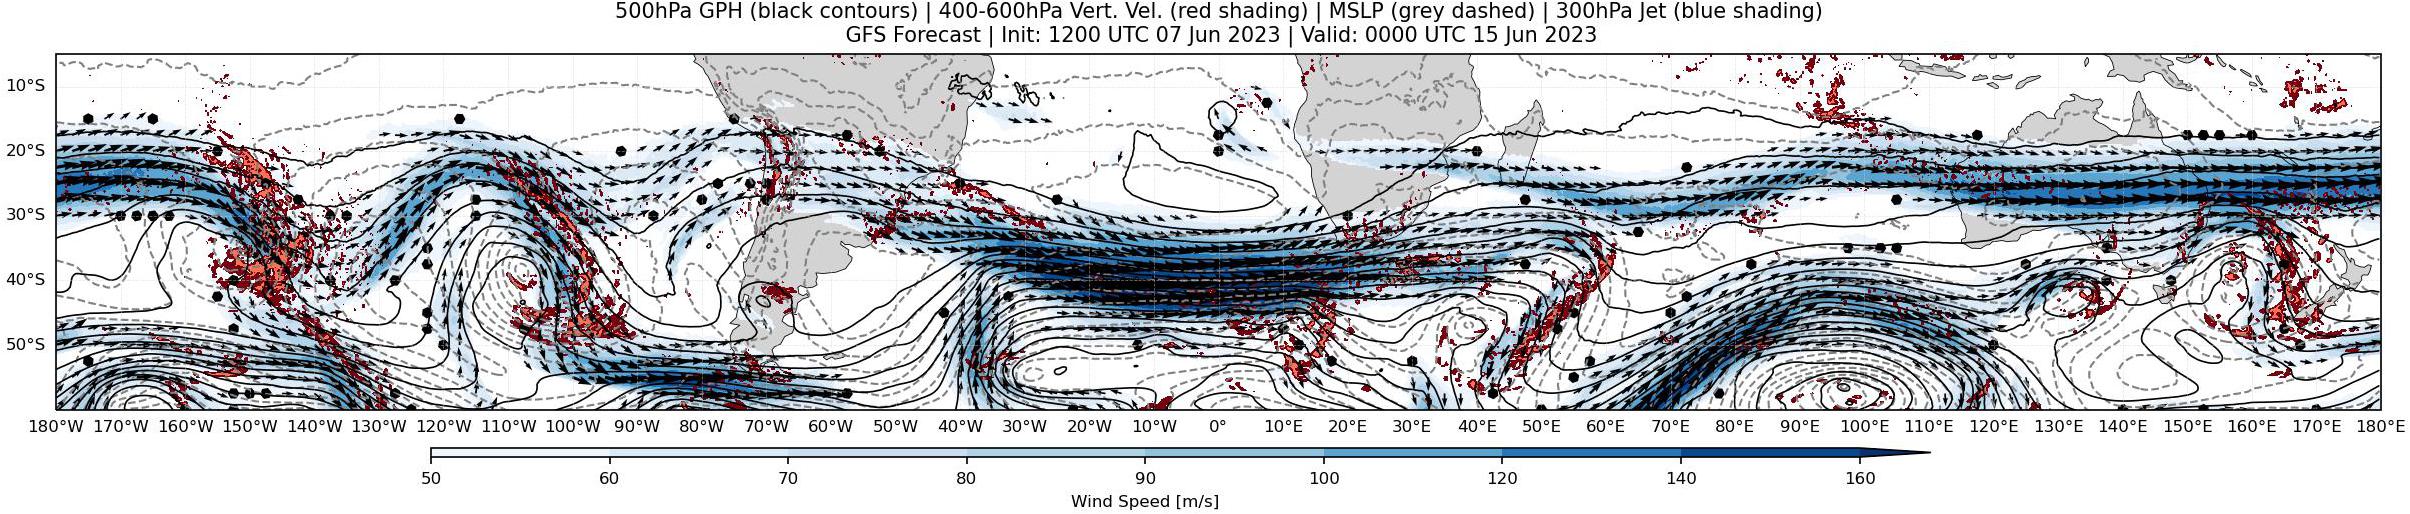 500hPa GPH (black contours) | 400-600hPa Vert. Vel. (red shading) | MSLP (grey dashed) | 300hPa Jet (blue shading)
GFS Forecast | Init: 1200 UTC 07 Jun 2023 | Valid: 0000 UTC 15 Jun 2023
10°S
20°S
30°S
40°S
50°S
180°W 170°W 160°W 150°W 140°W 130°W 120°W 110°W 100°W 90°W 80°W 70°W 60°W 50°W 40°W 30°W 20°W 10°W 0° 10°E 20°E 30°E 40°E 50°E 60°E 70°E 80°E 90°E 100°E 110°E 120°E 130°E 140°E 150°E 160°E 170°E 180°E
50 60 70 80 90 100 120 140 160
Wind Speed [m/s]